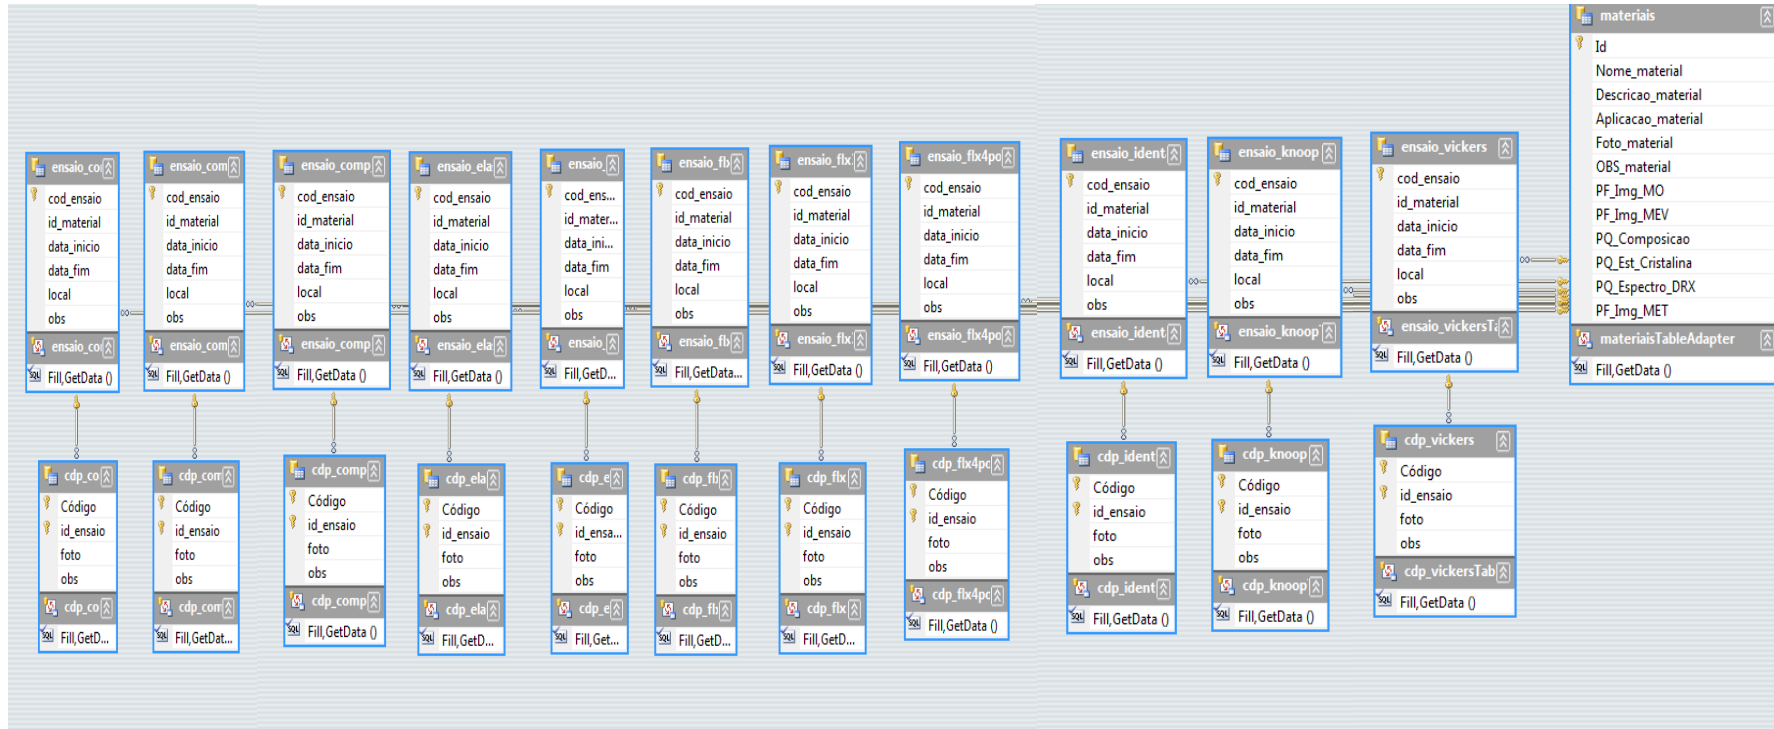 materiais
Id
Nome_material
Descricao_material
Aplicacao_material
Foto_material
OBS_material
PF_Img_MO
PF_Img_MEV
PQ_Composicao
PQ_Est_Cristalina
PQ_Espectro_DRX
PF_Img_MET
materiaisTableAdapter
Fill,GetData ()
ensaio_co
cod_ensaio
id_material
data_inicio
data_fim
local
obs
ensaio_co
Fill,GetData ()
ensaio_com
cod_ensaio
id_material
data_inicio
data_fim
local
obs
ensaio_com
Fill,GetData ()
ensaio_comp
cod_ensaio
id_material
data_inicio
data_fim
local
obs
ensaio_comp
Fill,GetData ()
ensaio_ela
cod_ensaio
id_material
data_inicio
data_fim
local
obs
ensaio_ela
Fill,GetData ()
ensaio_
cod_ens...
id_mater...
data_ini...
data_fim
local
obs
ensaio_
Fill,GetD...
ensaio_fb
cod_ensaio
id_material
data_inicio
data_fim
local
obs
ensaio_fb
Fill,GetData...
ensaio_flx
cod_ensaio
id_material
data_inicio
data_fim
local
obs
ensaio_flx
Fill,GetData ()
ensaio_flx4po
cod_ensaio
id_material
data_inicio
data_fim
local
obs
ensaio_flx4po
Fill,GetData ()
ensaio_ident
cod_ensaio
id_material
data_inicio
data_fim
local
obs
ensaio_ident
Fill,GetData ()
ensaio_knoop
cod_ensaio
id_material
data_inicio
data_fim
local
obs
ensaio_knoop
Fill,GetData ()
ensaio_vickers
cod_ensaio
id_material
data_inicio
data_fim
local
obs
ensaio_vickersTa
Fill,GetData ()
cdp_co
Código
id_ensaio
foto
obs
cdp_co
Fill,GetD...
cdp_com
Código
id_ensaio
foto
obs
cdp_com
Fill,GetDat...
cdp_comp
Código
id_ensaio
foto
obs
cdp_comp
Fill,GetData ()
cdp_ela
Código
id_ensaio
foto
obs
cdp_ela
Fill,GetD...
cdp_e
Código
id_ensa...
foto
obs
cdp_e
Fill,Get...
cdp_fb
Código
id_ensaio
foto
obs
cdp_fb
Fill,GetD...
cdp_flx
Código
id_ensaio
foto
obs
cdp_flx
Fill,GetD...
cdp_flx4po
Código
id_ensaio
foto
obs
cdp_flx4po
Fill,GetData ()
cdp_ident
Código
id_ensaio
foto
obs
cdp_ident
Fill,GetData ()
cdp_knoop
Código
id_ensaio
foto
obs
cdp_knoop
Fill,GetData ()
cdp_vickers
Código
id_ensaio
foto
obs
cdp_vickersTab
Fill,GetData ()